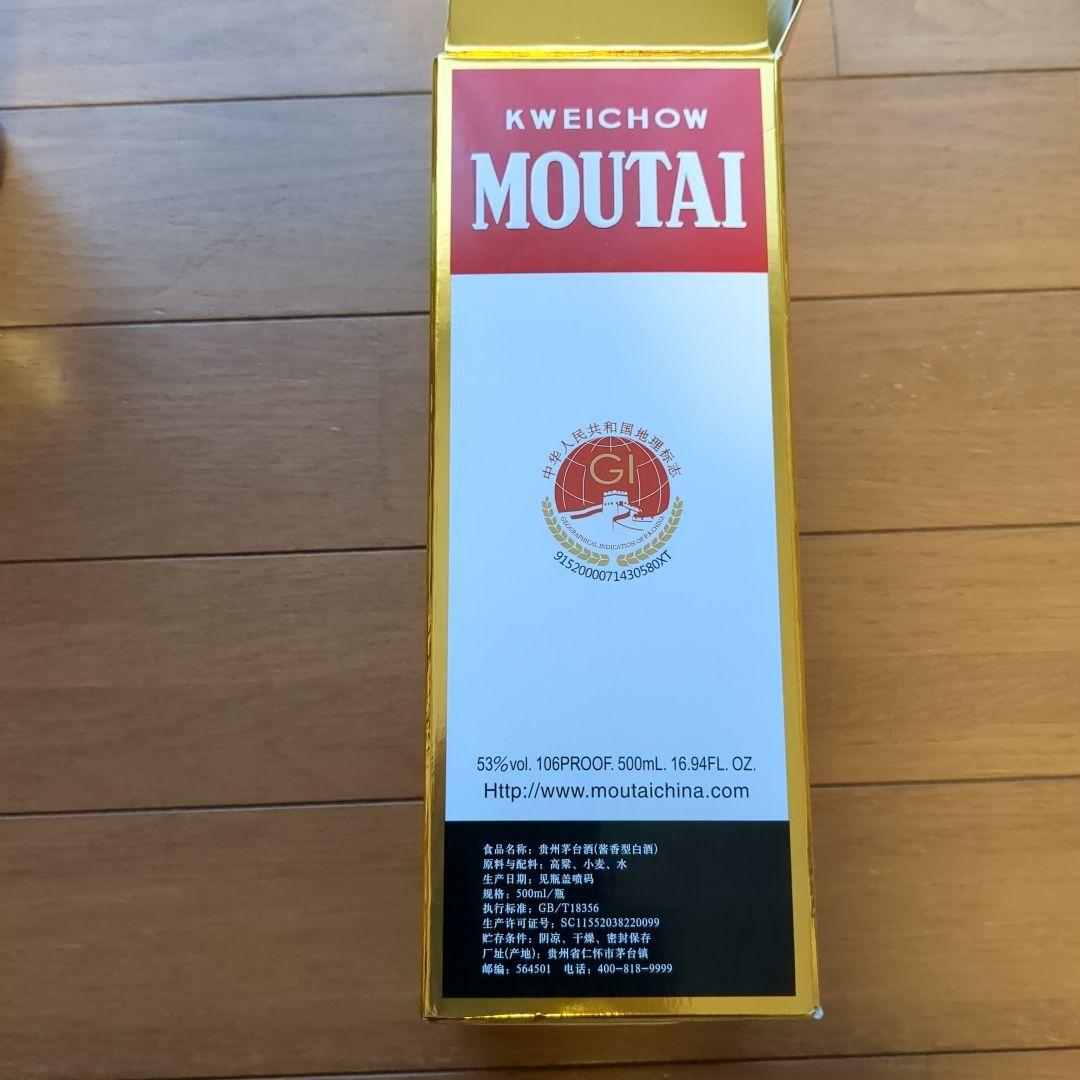 KWEICHOW
MOUTAI
中华人民共和国地理标志
GI
GEOGRAPHICAL INDICATION OF P.R.CHINA
9152000071430580XT
53%vol. 106PROOF. 500mL. 16.94FL. OZ.
Http://www.moutaichina.com
食品名称：贵州茅台酒(酱香型白酒)
原料与配料：高粱、小麦、水
生产日期：见瓶盖喷码
规格：500ml/瓶
执行标准：GB/T18356
生产许可证号：SC11552038220099
贮存条件：阴凉、干燥、密封保存
厂址(产地)：贵州省仁怀市茅台镇
邮编：564501 电话：400-818-9999